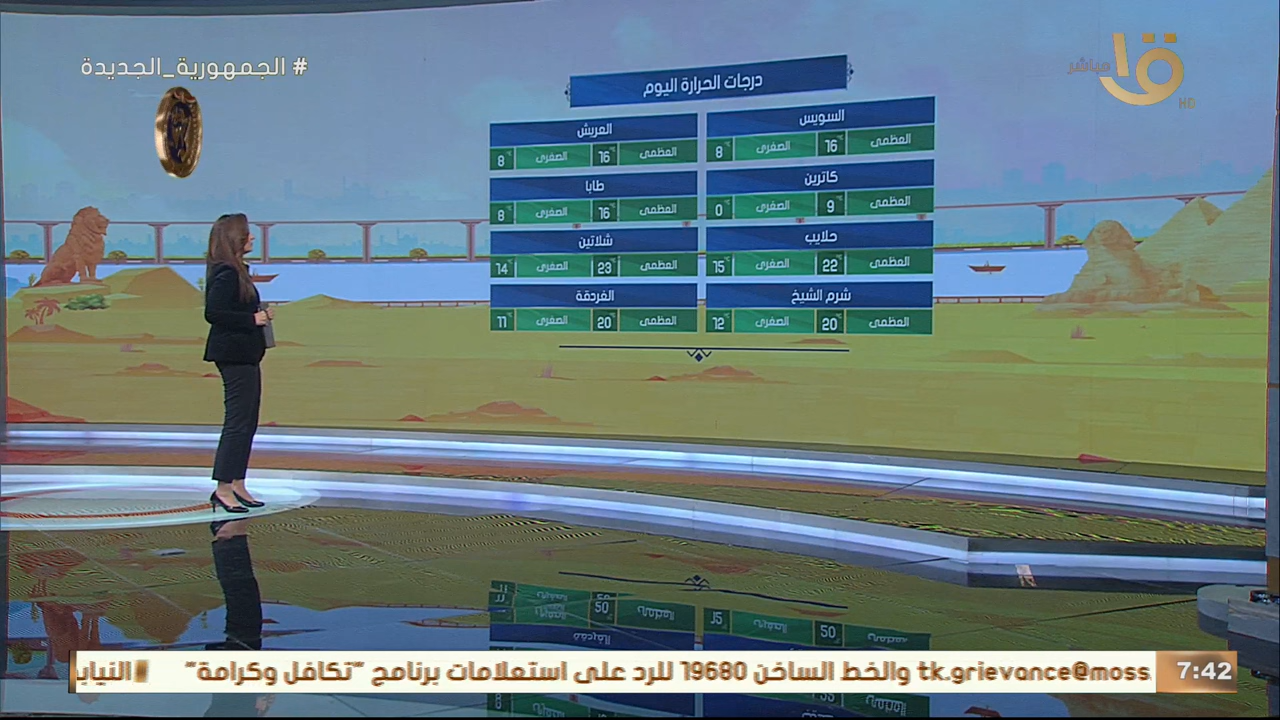 # الجمهورية_الجديدة
مباشر
HD
درجات الحرارة اليوم
السويس
العظمى 16 الصغرى 8
العريش
العظمى 16 الصغرى 8
كاترين
العظمى 9 الصغرى 0
طابا
العظمى 16 الصغرى 8
حلايب
العظمى 22 الصغرى 15
شلاتين
العظمى 23 الصغرى 14
شرم الشيخ
العظمى 20 الصغرى 12
الغردقة
العظمى 20 الصغرى 11
7:42
tk.grievance@moss والخط الساخن 19680 للرد على استعلامات برنامج "تكافل وكرامة"